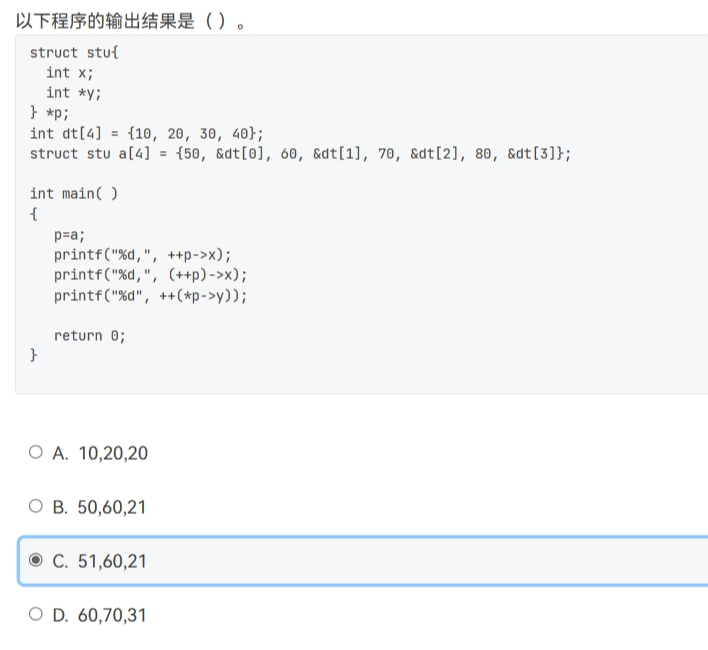 以下程序的输出结果是（ ）。
struct stu{
  int x;
  int *y;
} *p;
int dt[4] = {10, 20, 30, 40};
struct stu a[4] = {50, &dt[0], 60, &dt[1], 70, &dt[2], 80, &dt[3]};
int main( )
{
   p=a;
   printf("%d,", ++p->x);
   printf("%d,", (++p)->x);
   printf("%d", ++(*p->y));
   return 0;
}
A. 10,20,20
B. 50,60,21
C. 51,60,21
D. 60,70,31